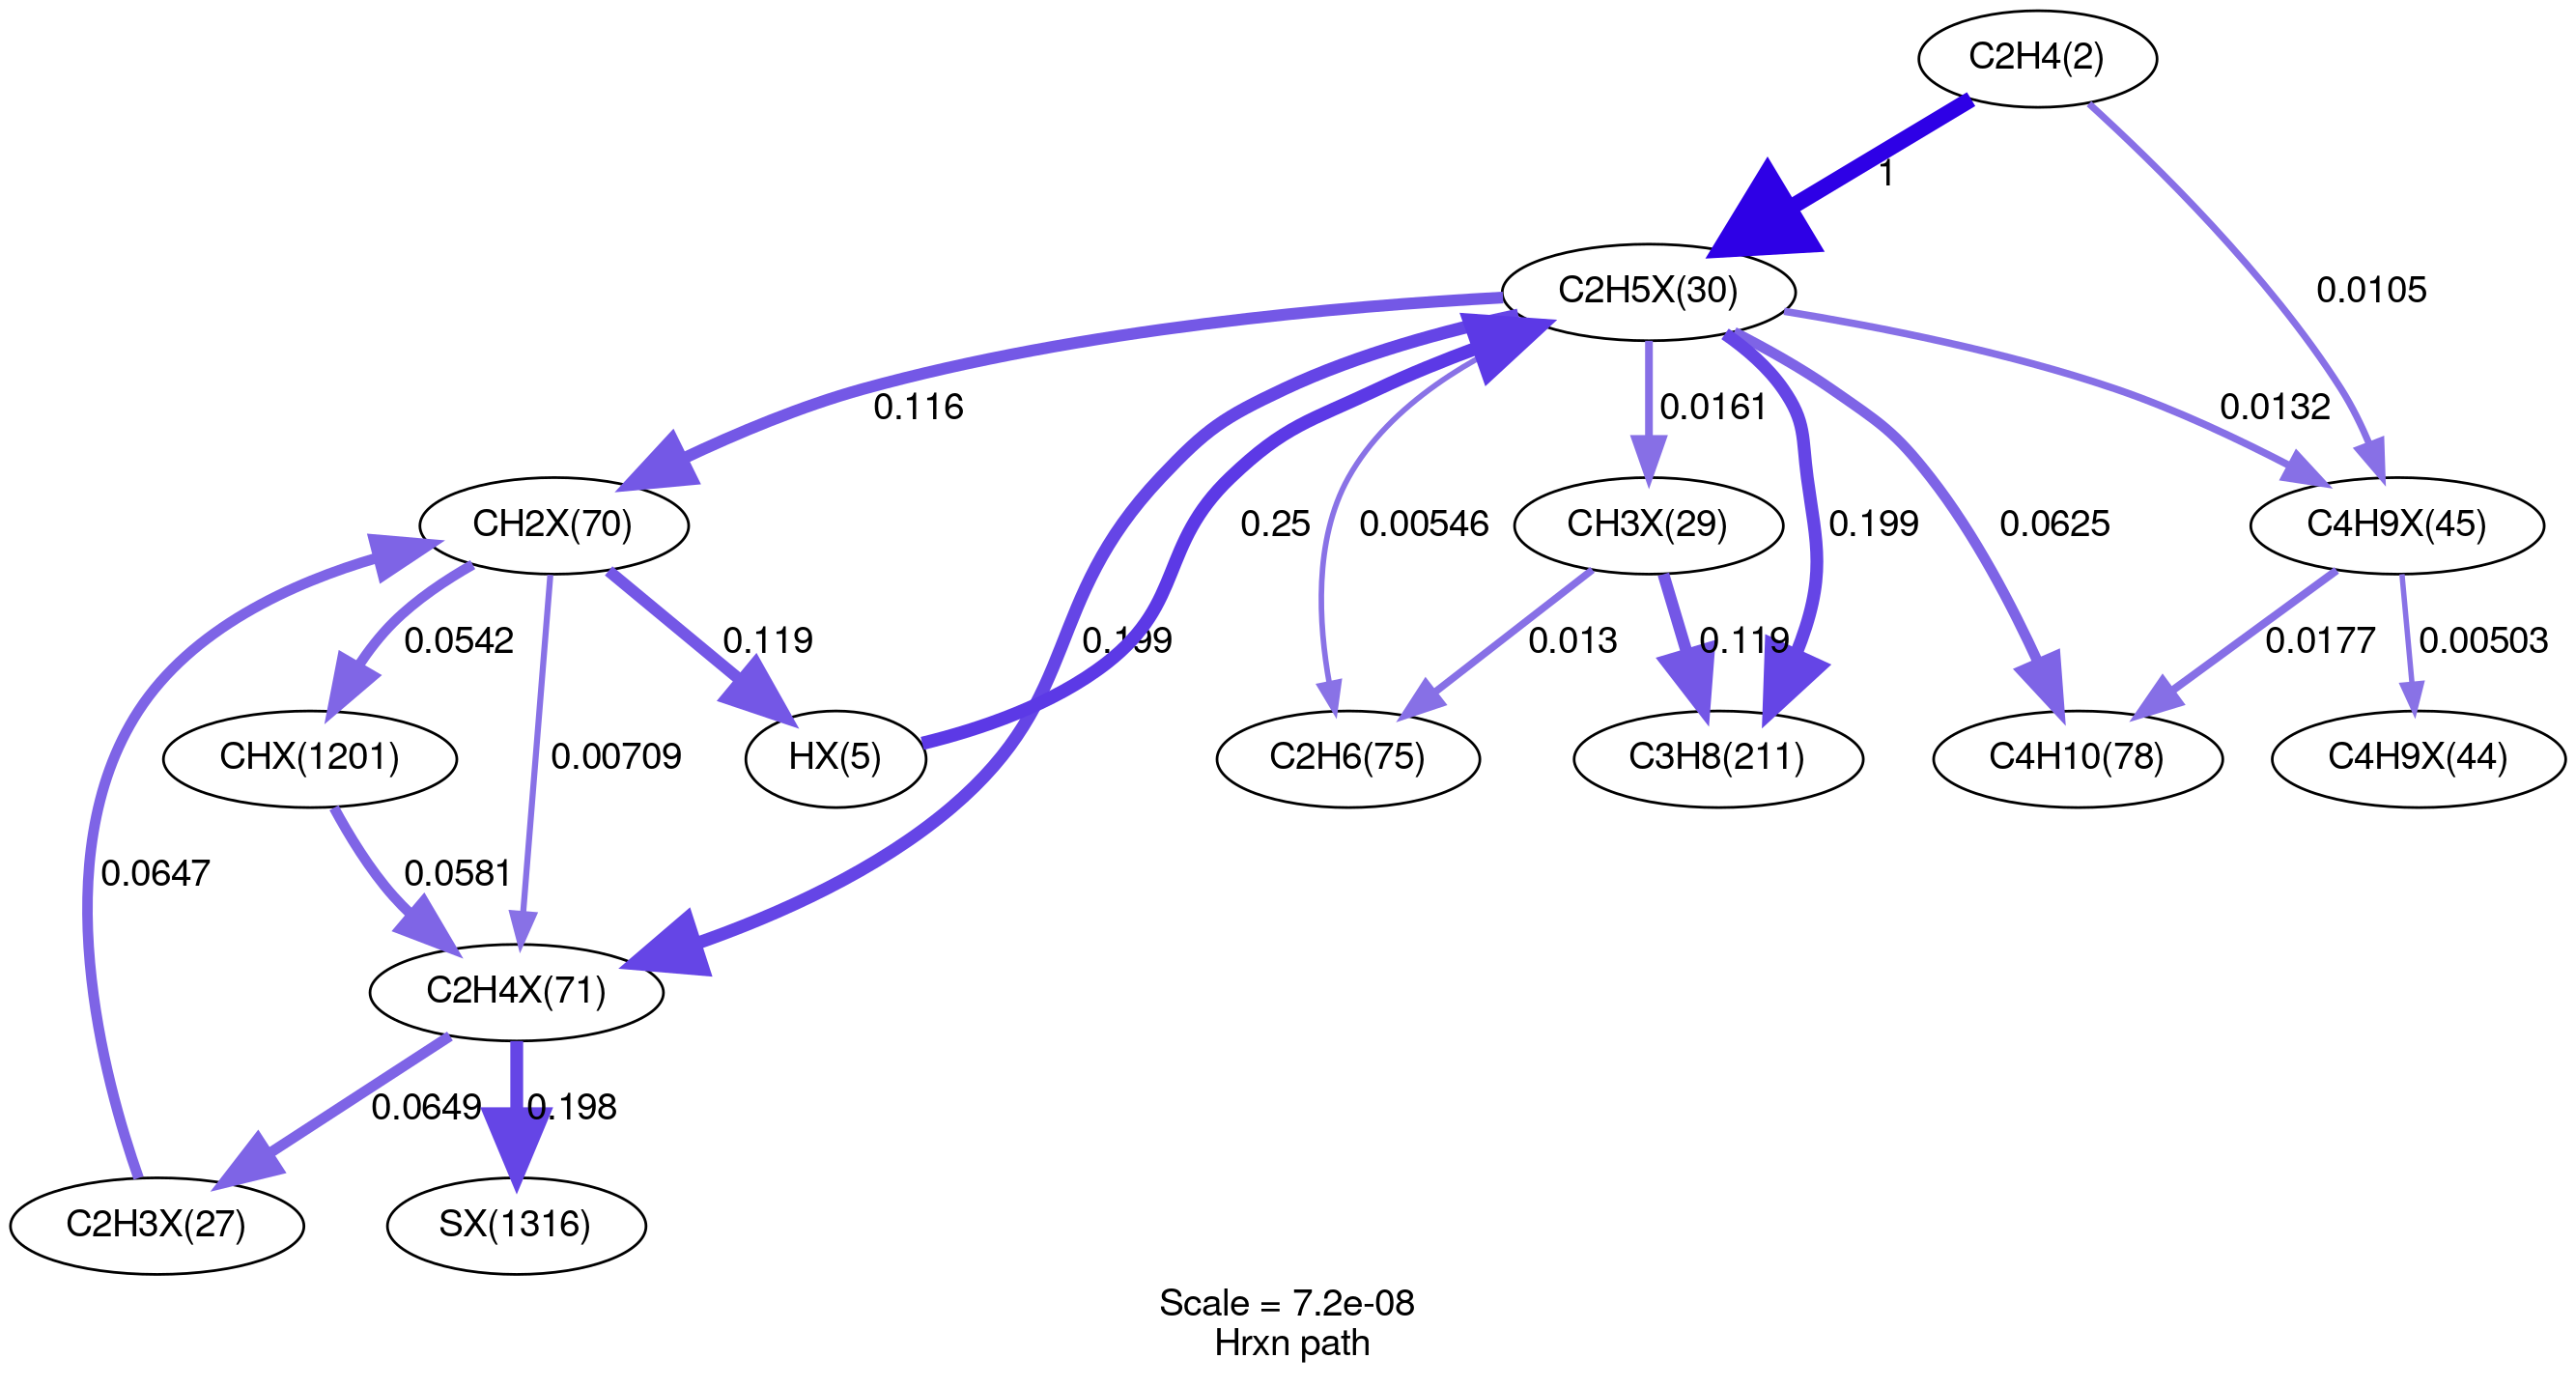 C2H4(2)
1
C2H5X(30)
0.0105
0.116
0.0161
0.0132
CH2X(70)
0.25
0.00546
CH3X(29)
0.199
0.0625
C4H9X(45)
0.0542
0.119
0.199
0.013
0.119
0.0177
0.00503
CHX(1201)
0.00709
HX(5)
C2H6(75)
C3H8(211)
C4H10(78)
C4H9X(44)
0.0647
0.0581
C2H4X(71)
0.0649
0.198
C2H3X(27)
SX(1316)
Scale = 7.2e-08
Hrxn path